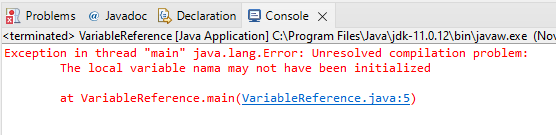 Problems Javadoc Declaration Console
<terminated> VariableReference [Java Application] C:\Program Files\Java\jdk-11.0.12\bin\javaw.exe (Nov
Exception in thread "main" java.lang.Error: Unresolved compilation problem:
The local variable nama may not have been initialized
at VariableReference.main(VariableReference.java:5)